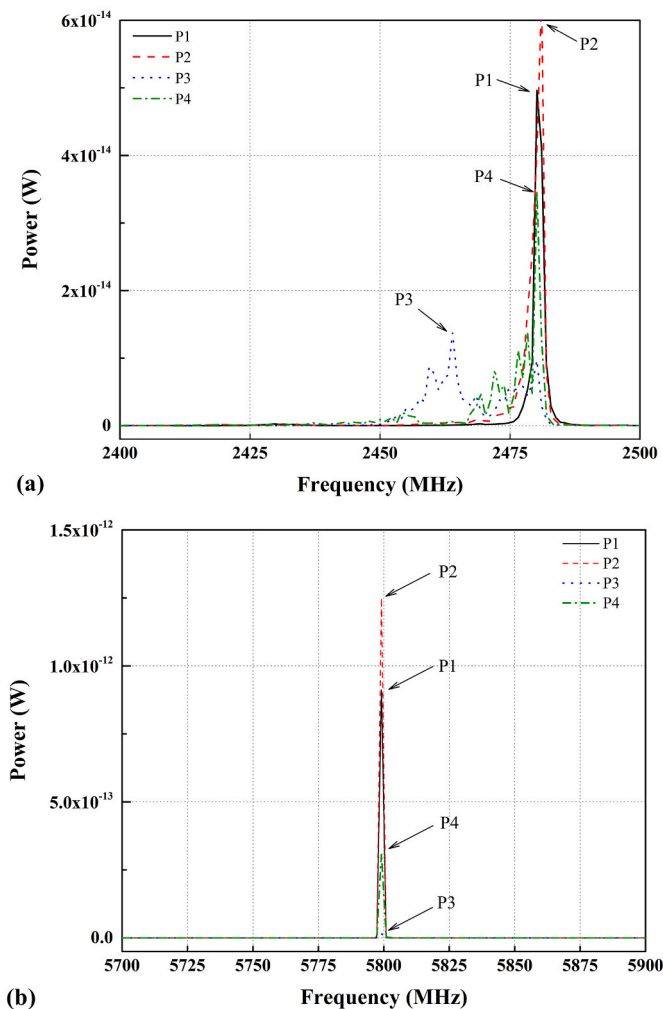 6x10-14
P1
P2
P3
P4
P2
P1
4x10-14
P4
Power (W)
2x10-14
P3
0
2400 2425 2450 2475 2500
(a) Frequency (MHz)
1.5x10-12
P1
P2
P3
P4
P2
1.0x10-12
P1
Power (W)
5.0x10-13
P4
P3
0.0
5700 5725 5750 5775 5800 5825 5850 5875 5900
(b) Frequency (MHz)